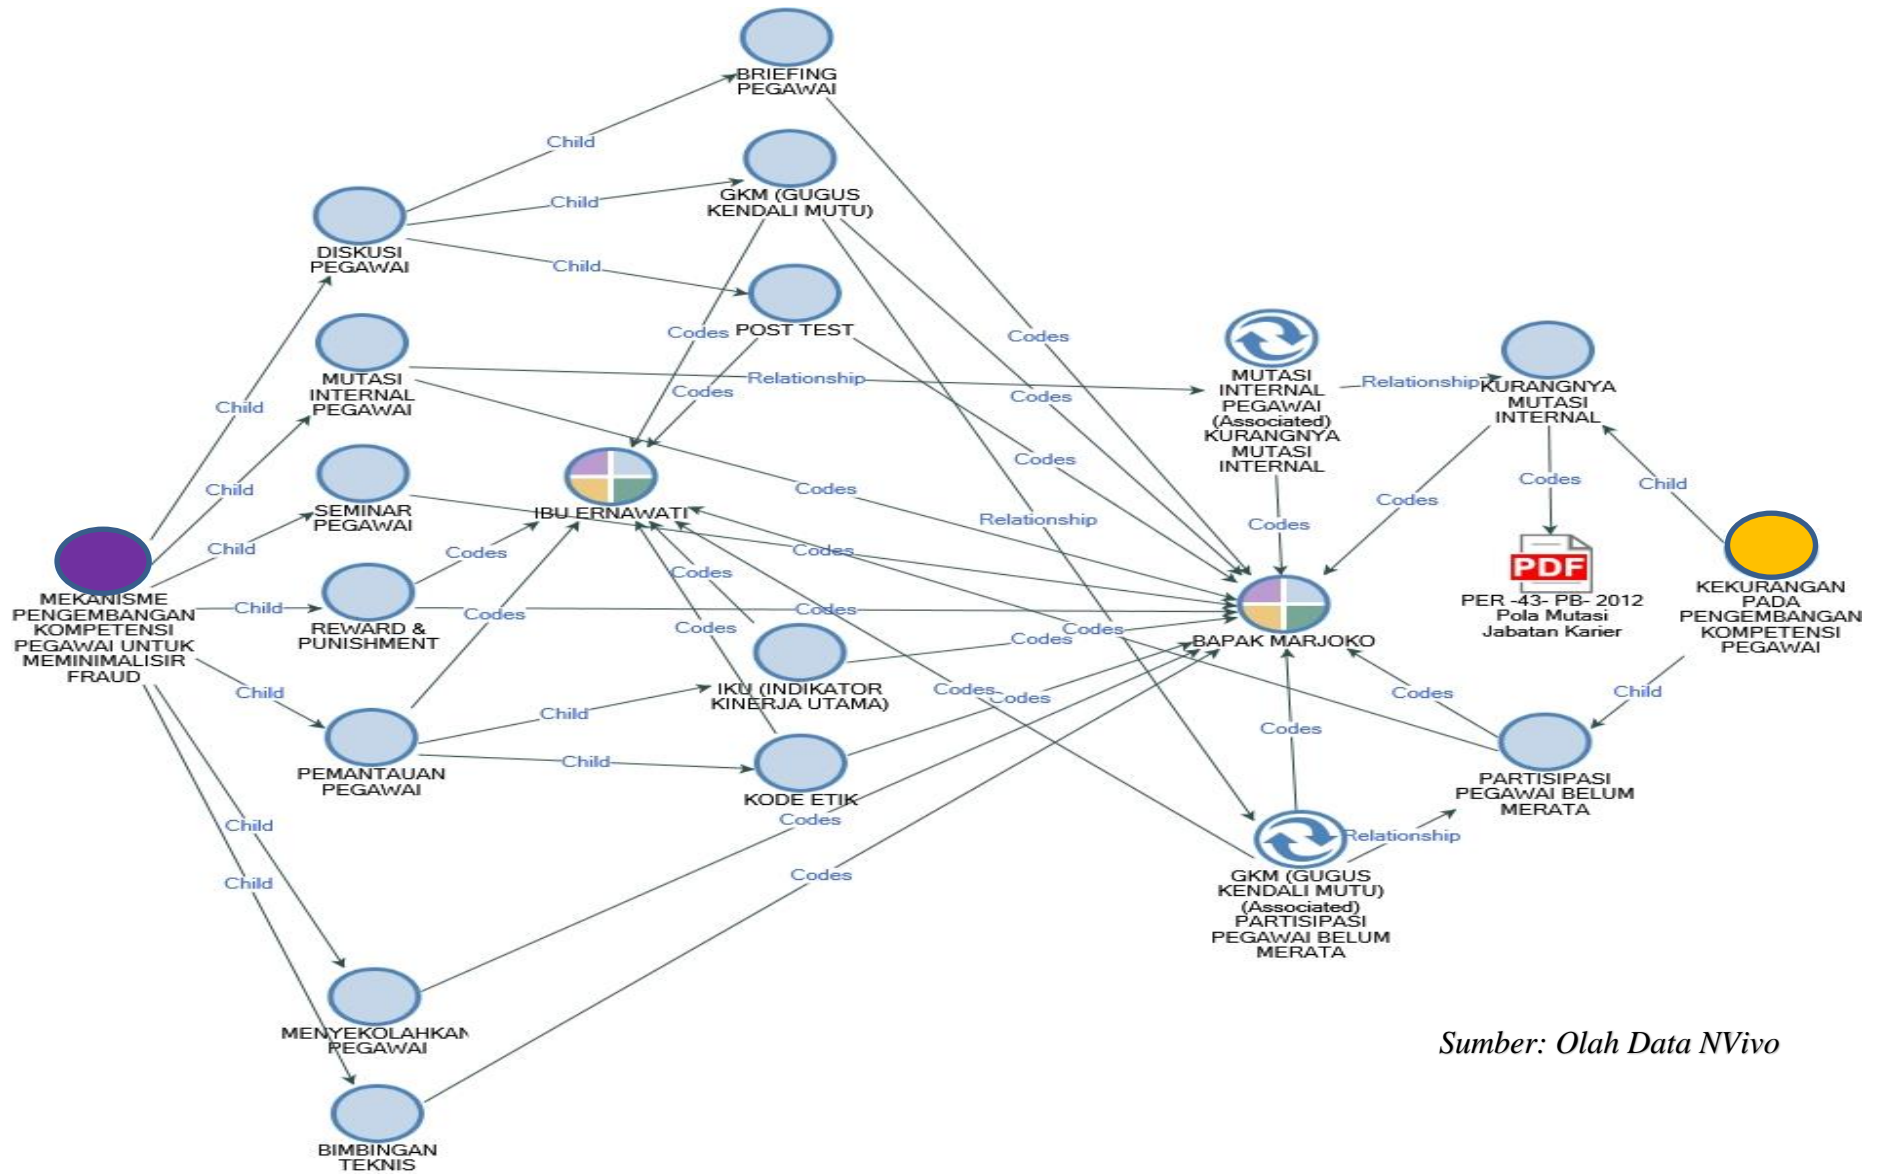 BRIEFING
PEGAWAI
Child
GKM (GUGUS
KENDALI MUTU)
Child
DISKUSI
PEGAWAI
Child
POST TEST
Codes
Codes
MUTASI
INTERNAL
PEGAWAI
Relationship
Codes
Codes
Codes
Codes
MUTASI
INTERNAL
PEGAWAI
(Associated)
KURANGNYA
MUTASI
INTERNAL
Relationship
KURANGNYA
MUTASI
INTERNAL
Child
Child
SEMINAR
PEGAWAI
Child
IBU ERNAWATI
Codes
Relationship
Codes
Codes
Codes
Child
PER -43- PB- 2012
Pola Mutasi
Jabatan Karier
PDF
KEKURANGAN
PADA
PENGEMBANGAN
KOMPETENSI
PEGAWAI
MEKANISME
PENGEMBANGAN
KOMPETENSI
PEGAWAI UNTUK
MEMINIMALISIR
FRAUD
Child
REWARD &
PUNISHMENT
Codes
Codes
Codes
Codes
Codes
Codes
Codes
Codes
BAPAK MARJOKO
Child
IKU (INDIKATOR
KINERJA UTAMA)
Child
PEMANTAUAN
PEGAWAI
Child
KODE ETIK
Codes
Codes
Codes
Codes
Child
PARTISIPASI
PEGAWAI BELUM
MERATA
Relationship
Child
Child
Codes
Codes
GKM (GUGUS
KENDALI MUTU)
(Associated)
PARTISIPASI
PEGAWAI BELUM
MERATA
MENYEKOLAHKAN
PEGAWAI
BIMBINGAN
TEKNIS
Sumber: Olah Data NVivo